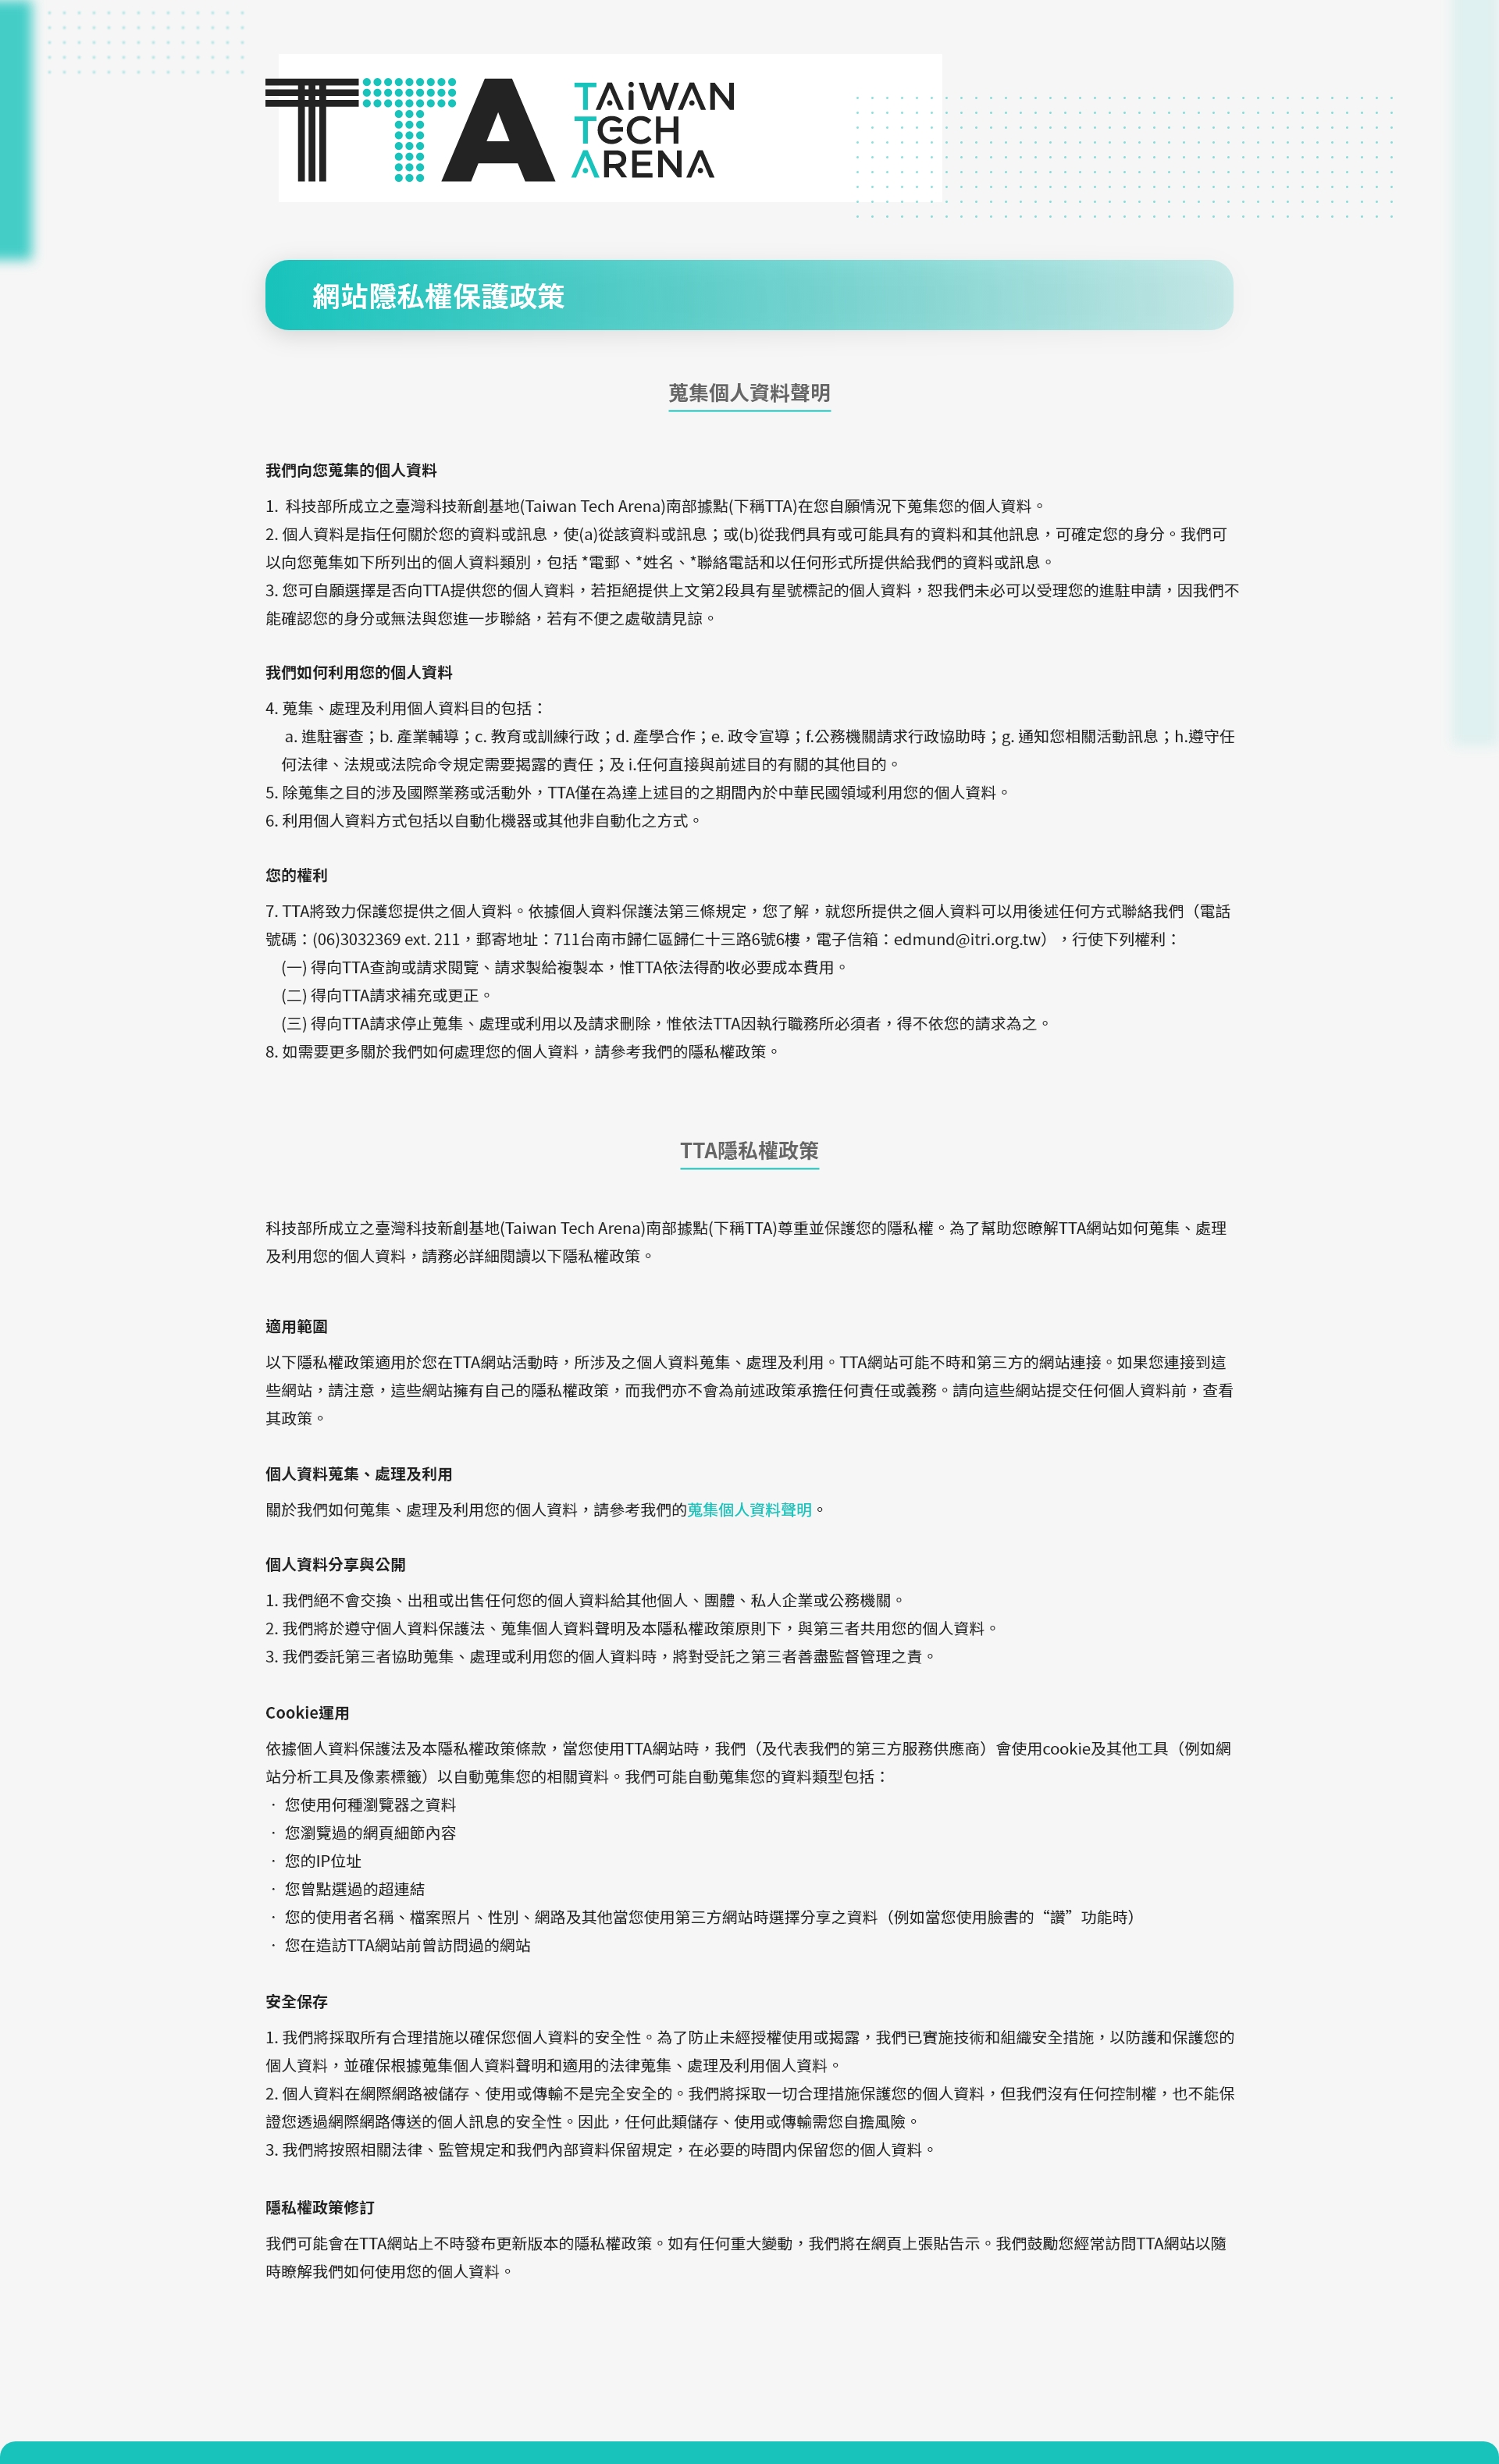 TTA
TAiWAN
TECH
ARENA
網站隱私權保護政策
蒐集個人資料聲明
我們向您蒐集的個人資料
1. 科技部所成立之臺灣科技新創基地(Taiwan Tech Arena)南部據點(下稱TTA)在您自願情況下蒐集您的個人資料。
2. 個人資料是指任何關於您的資料或訊息，使(a)從該資料或訊息；或(b)從我們具有或可能具有的資料和其他訊息，可確定您的身分。我們可
以向您蒐集如下所列出的個人資料類別，包括 *電郵、*姓名、*聯絡電話和以任何形式所提供給我們的資料或訊息。
3. 您可自願選擇是否向TTA提供您的個人資料，若拒絕提供上文第2段具有星號標記的個人資料，恕我們未必可以受理您的進駐申請，因我們不
能確認您的身分或無法與您進一步聯絡，若有不便之處敬請見諒。
我們如何利用您的個人資料
4. 蒐集、處理及利用個人資料目的包括：
a. 進駐審查；b. 產業輔導；c. 教育或訓練行政；d. 產學合作；e. 政令宣導；f.公務機關請求行政協助時；g. 通知您相關活動訊息；h.遵守任
何法律、法規或法院命令規定需要揭露的責任；及 i.任何直接與前述目的有關的其他目的。
5. 除蒐集之目的涉及國際業務或活動外，TTA僅在為達上述目的之期間內於中華民國領域利用您的個人資料。
6. 利用個人資料方式包括以自動化機器或其他非自動化之方式。
您的權利
7. TTA將致力保護您提供之個人資料。依據個人資料保護法第三條規定，您了解，就您所提供之個人資料可以用後述任何方式聯絡我們（電話
號碼：(06)3032369 ext. 211，郵寄地址：711台南市歸仁區歸仁十三路6號6樓，電子信箱：edmund@itri.org.tw），行使下列權利：
(一) 得向TTA查詢或請求閱覽、請求製給複製本，惟TTA依法得酌收必要成本費用。
(二) 得向TTA請求補充或更正。
(三) 得向TTA請求停止蒐集、處理或利用以及請求刪除，惟依法TTA因執行職務所必須者，得不依您的請求為之。
8. 如需要更多關於我們如何處理您的個人資料，請參考我們的隱私權政策。
TTA隱私權政策
科技部所成立之臺灣科技新創基地(Taiwan Tech Arena)南部據點(下稱TTA)尊重並保護您的隱私權。為了幫助您瞭解TTA網站如何蒐集、處理
及利用您的個人資料，請務必詳細閱讀以下隱私權政策。
適用範圍
以下隱私權政策適用於您在TTA網站活動時，所涉及之個人資料蒐集、處理及利用。TTA網站可能不時和第三方的網站連接。如果您連接到這
些網站，請注意，這些網站擁有自己的隱私權政策，而我們亦不會為前述政策承擔任何責任或義務。請向這些網站提交任何個人資料前，查看
其政策。
個人資料蒐集、處理及利用
關於我們如何蒐集、處理及利用您的個人資料，請參考我們的蒐集個人資料聲明。
個人資料分享與公開
1. 我們絕不會交換、出租或出售任何您的個人資料給其他個人、團體、私人企業或公務機關。
2. 我們將於遵守個人資料保護法、蒐集個人資料聲明及本隱私權政策原則下，與第三者共用您的個人資料。
3. 我們委託第三者協助蒐集、處理或利用您的個人資料時，將對受託之第三者善盡監督管理之責。
Cookie運用
依據個人資料保護法及本隱私權政策條款，當您使用TTA網站時，我們（及代表我們的第三方服務供應商）會使用cookie及其他工具（例如網
站分析工具及像素標籤）以自動蒐集您的相關資料。我們可能自動蒐集您的資料類型包括：
· 您使用何種瀏覽器之資料
· 您瀏覽過的網頁細節內容
· 您的IP位址
· 您曾點選過的超連結
· 您的使用者名稱、檔案照片、性別、網路及其他當您使用第三方網站時選擇分享之資料（例如當您使用臉書的“讚”功能時）
· 您在造訪TTA網站前曾訪問過的網站
安全保存
1. 我們將採取所有合理措施以確保您個人資料的安全性。為了防止未經授權使用或揭露，我們已實施技術和組織安全措施，以防護和保護您的
個人資料，並確保根據蒐集個人資料聲明和適用的法律蒐集、處理及利用個人資料。
2. 個人資料在網際網路被儲存、使用或傳輸不是完全安全的。我們將採取一切合理措施保護您的個人資料，但我們沒有任何控制權，也不能保
證您透過網際網路傳送的個人訊息的安全性。因此，任何此類儲存、使用或傳輸需您自擔風險。
3. 我們將按照相關法律、監管規定和我們內部資料保留規定，在必要的時間內保留您的個人資料。
隱私權政策修訂
我們可能會在TTA網站上不時發布更新版本的隱私權政策。如有任何重大變動，我們將在網頁上張貼告示。我們鼓勵您經常訪問TTA網站以隨
時瞭解我們如何使用您的個人資料。